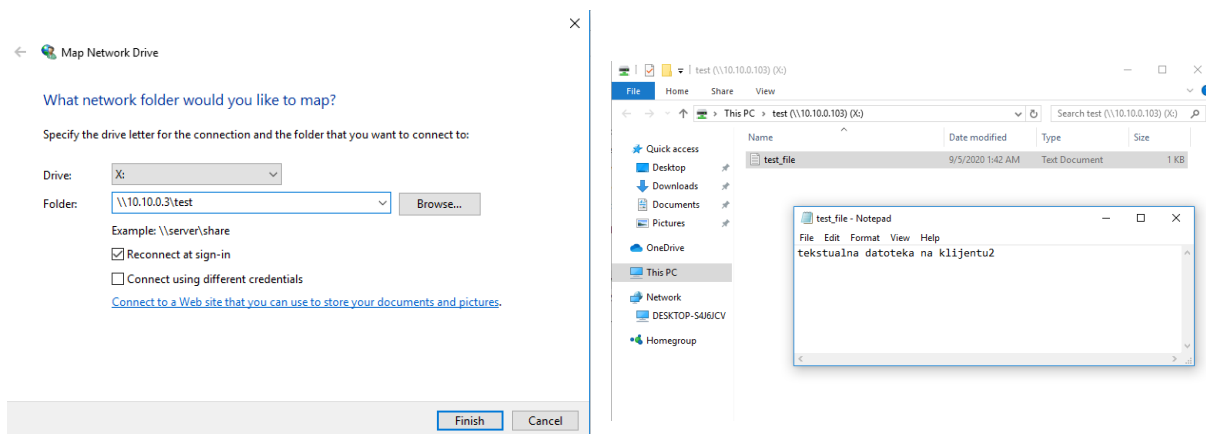 Map Network Drive
What network folder would you like to map?
Specify the drive letter for the connection and the folder that you want to connect to:
Drive: X:
Folder: \\10.10.0.3\test Browse...
Example: \\server\share
Reconnect at sign-in
Connect using different credentials
Connect to a Web site that you can use to store your documents and pictures.
Finish Cancel
test (\\10.10.0.103) (X:)
File Home Share View
This PC › test (\\10.10.0.103) (X:) Search test (\\10.10.0.103) (X:)
Name Date modified Type Size
test_file 9/5/2020 1:42 AM Text Document 1 KB
Quick access
Desktop
Downloads
Documents
Pictures
OneDrive
This PC
Network
DESKTOP-S4J6JCV
Homegroup
test_file - Notepad
File Edit Format View Help
tekstualna datoteka na klijentu2